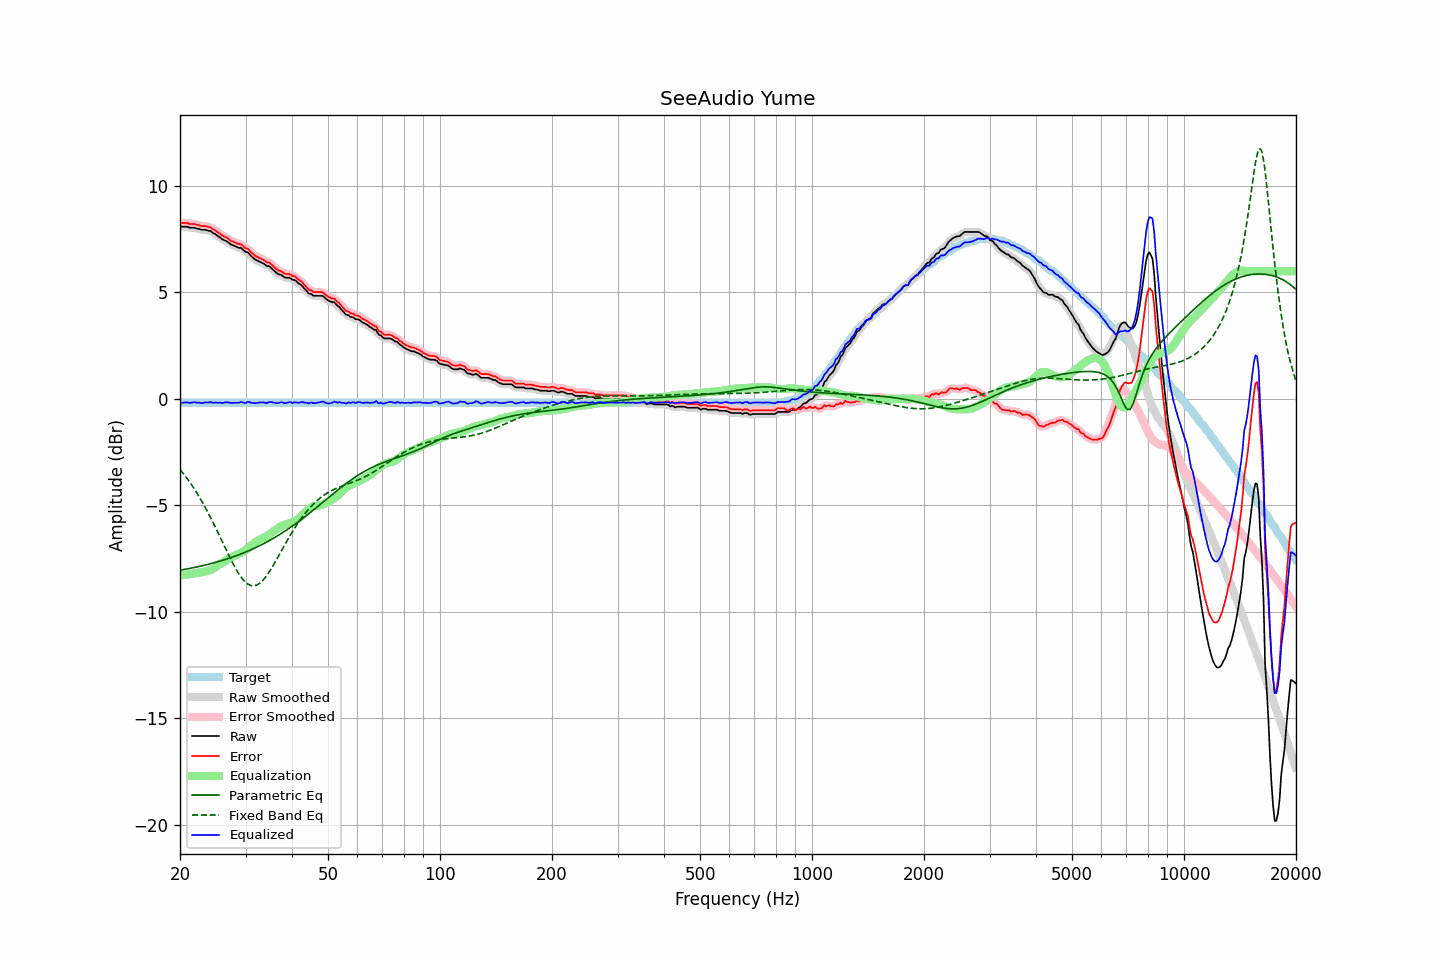 SeeAudio Yume
Amplitude (dBr)
10
5
0
−5
−10
−15
−20
Target
Raw Smoothed
Error Smoothed
Raw
Error
Equalization
Parametric Eq
Fixed Band Eq
Equalized
20 50 100 200 500 1000 2000 5000 10000 20000
Frequency (Hz)